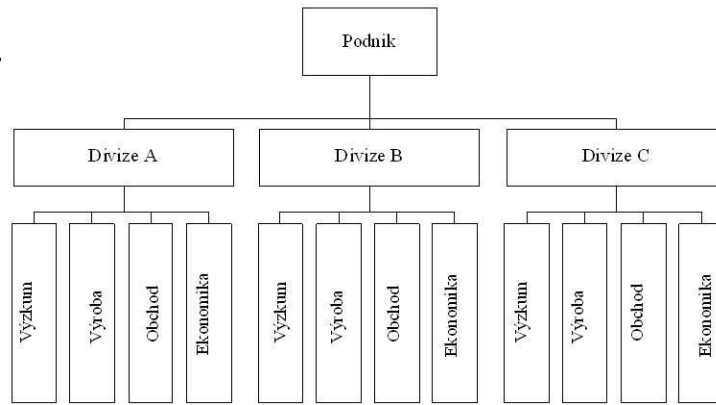 Podnik
Divize A
Divize B
Divize C
Výzkum
Výroba
Obchod
Ekonomika
Výzkum
Výroba
Obchod
Ekonomika
Výzkum
Výroba
Obchod
Ekonomika